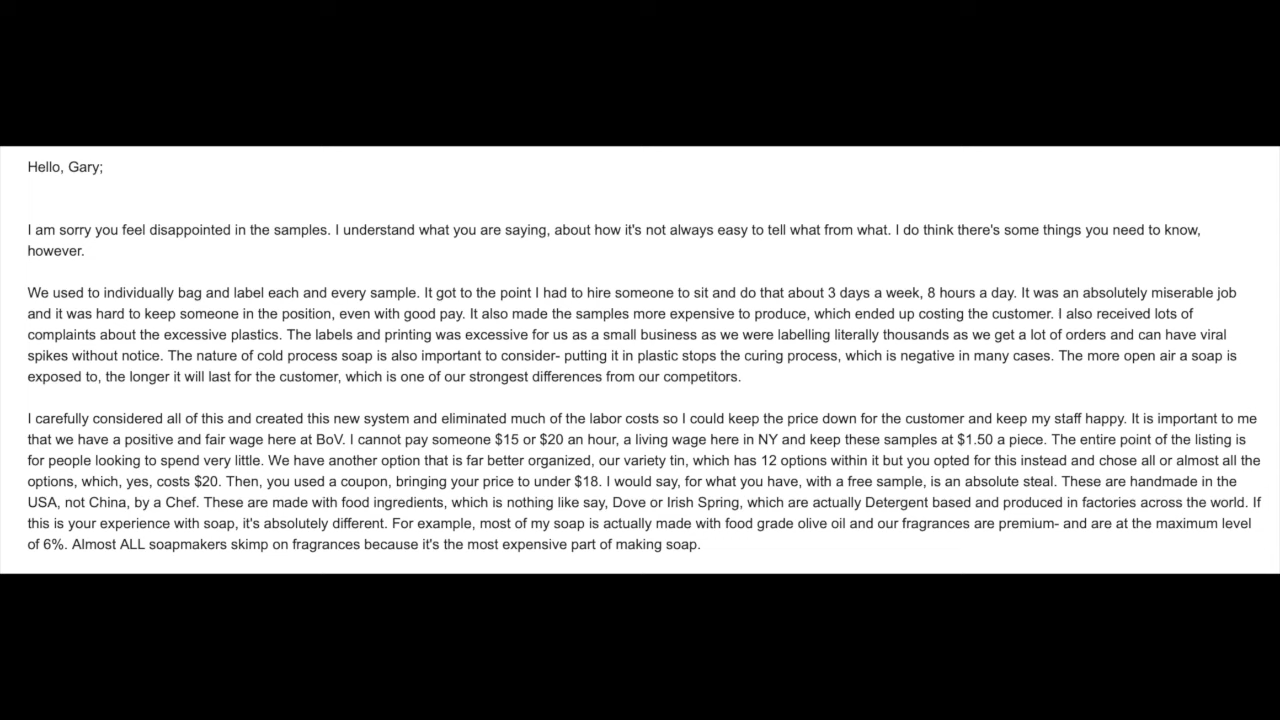 Hello, Gary;
I am sorry you feel disappointed in the samples. I understand what you are saying, about how it's not always easy to tell what from what. I do think there's some things you need to know,
however.
We used to individually bag and label each and every sample. It got to the point I had to hire someone to sit and do that about 3 days a week, 8 hours a day. It was an absolutely miserable job
and it was hard to keep someone in the position, even with good pay. It also made the samples more expensive to produce, which ended up costing the customer. I also received lots of
complaints about the excessive plastics. The labels and printing was excessive for us as a small business as we were labelling literally thousands as we get a lot of orders and can have viral
spikes without notice. The nature of cold process soap is also important to consider- putting it in plastic stops the curing process, which is negative in many cases. The more open air a soap is
exposed to, the longer it will last for the customer, which is one of our strongest differences from our competitors.
I carefully considered all of this and created this new system and eliminated much of the labor costs so I could keep the price down for the customer and keep my staff happy. It is important to me
that we have a positive and fair wage here at BoV. I cannot pay someone $15 or $20 an hour, a living wage here in NY and keep these samples at $1.50 a piece. The entire point of the listing is
for people looking to spend very little. We have another option that is far better organized, our variety tin, which has 12 options within it but you opted for this instead and chose all or almost all the
options, which, yes, costs $20. Then, you used a coupon, bringing your price to under $18. I would say, for what you have, with a free sample, is an absolute steal. These are handmade in the
USA, not China, by a Chef. These are made with food ingredients, which is nothing like say, Dove or Irish Spring, which are actually Detergent based and produced in factories across the world. If
this is your experience with soap, it's absolutely different. For example, most of my soap is actually made with food grade olive oil and our fragrances are premium- and are at the maximum level
of 6%. Almost ALL soapmakers skimp on fragrances because it's the most expensive part of making soap.